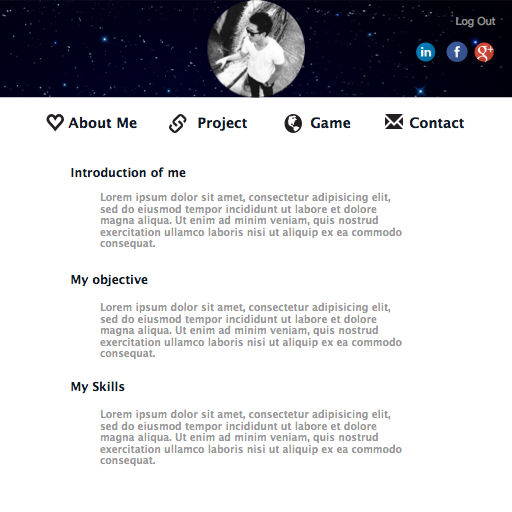 Log Out
in f g+
About Me Project Game Contact
Introduction of me
Lorem ipsum dolor sit amet, consectetur adipisicing elit,
sed do eiusmod tempor incididunt ut labore et dolore
magna aliqua. Ut enim ad minim veniam, quis nostrud
exercitation ullamco laboris nisi ut aliquip ex ea commodo
consequat.
My objective
Lorem ipsum dolor sit amet, consectetur adipisicing elit,
sed do eiusmod tempor incididunt ut labore et dolore
magna aliqua. Ut enim ad minim veniam, quis nostrud
exercitation ullamco laboris nisi ut aliquip ex ea commodo
consequat.
My Skills
Lorem ipsum dolor sit amet, consectetur adipisicing elit,
sed do eiusmod tempor incididunt ut labore et dolore
magna aliqua. Ut enim ad minim veniam, quis nostrud
exercitation ullamco laboris nisi ut aliquip ex ea commodo
consequat.